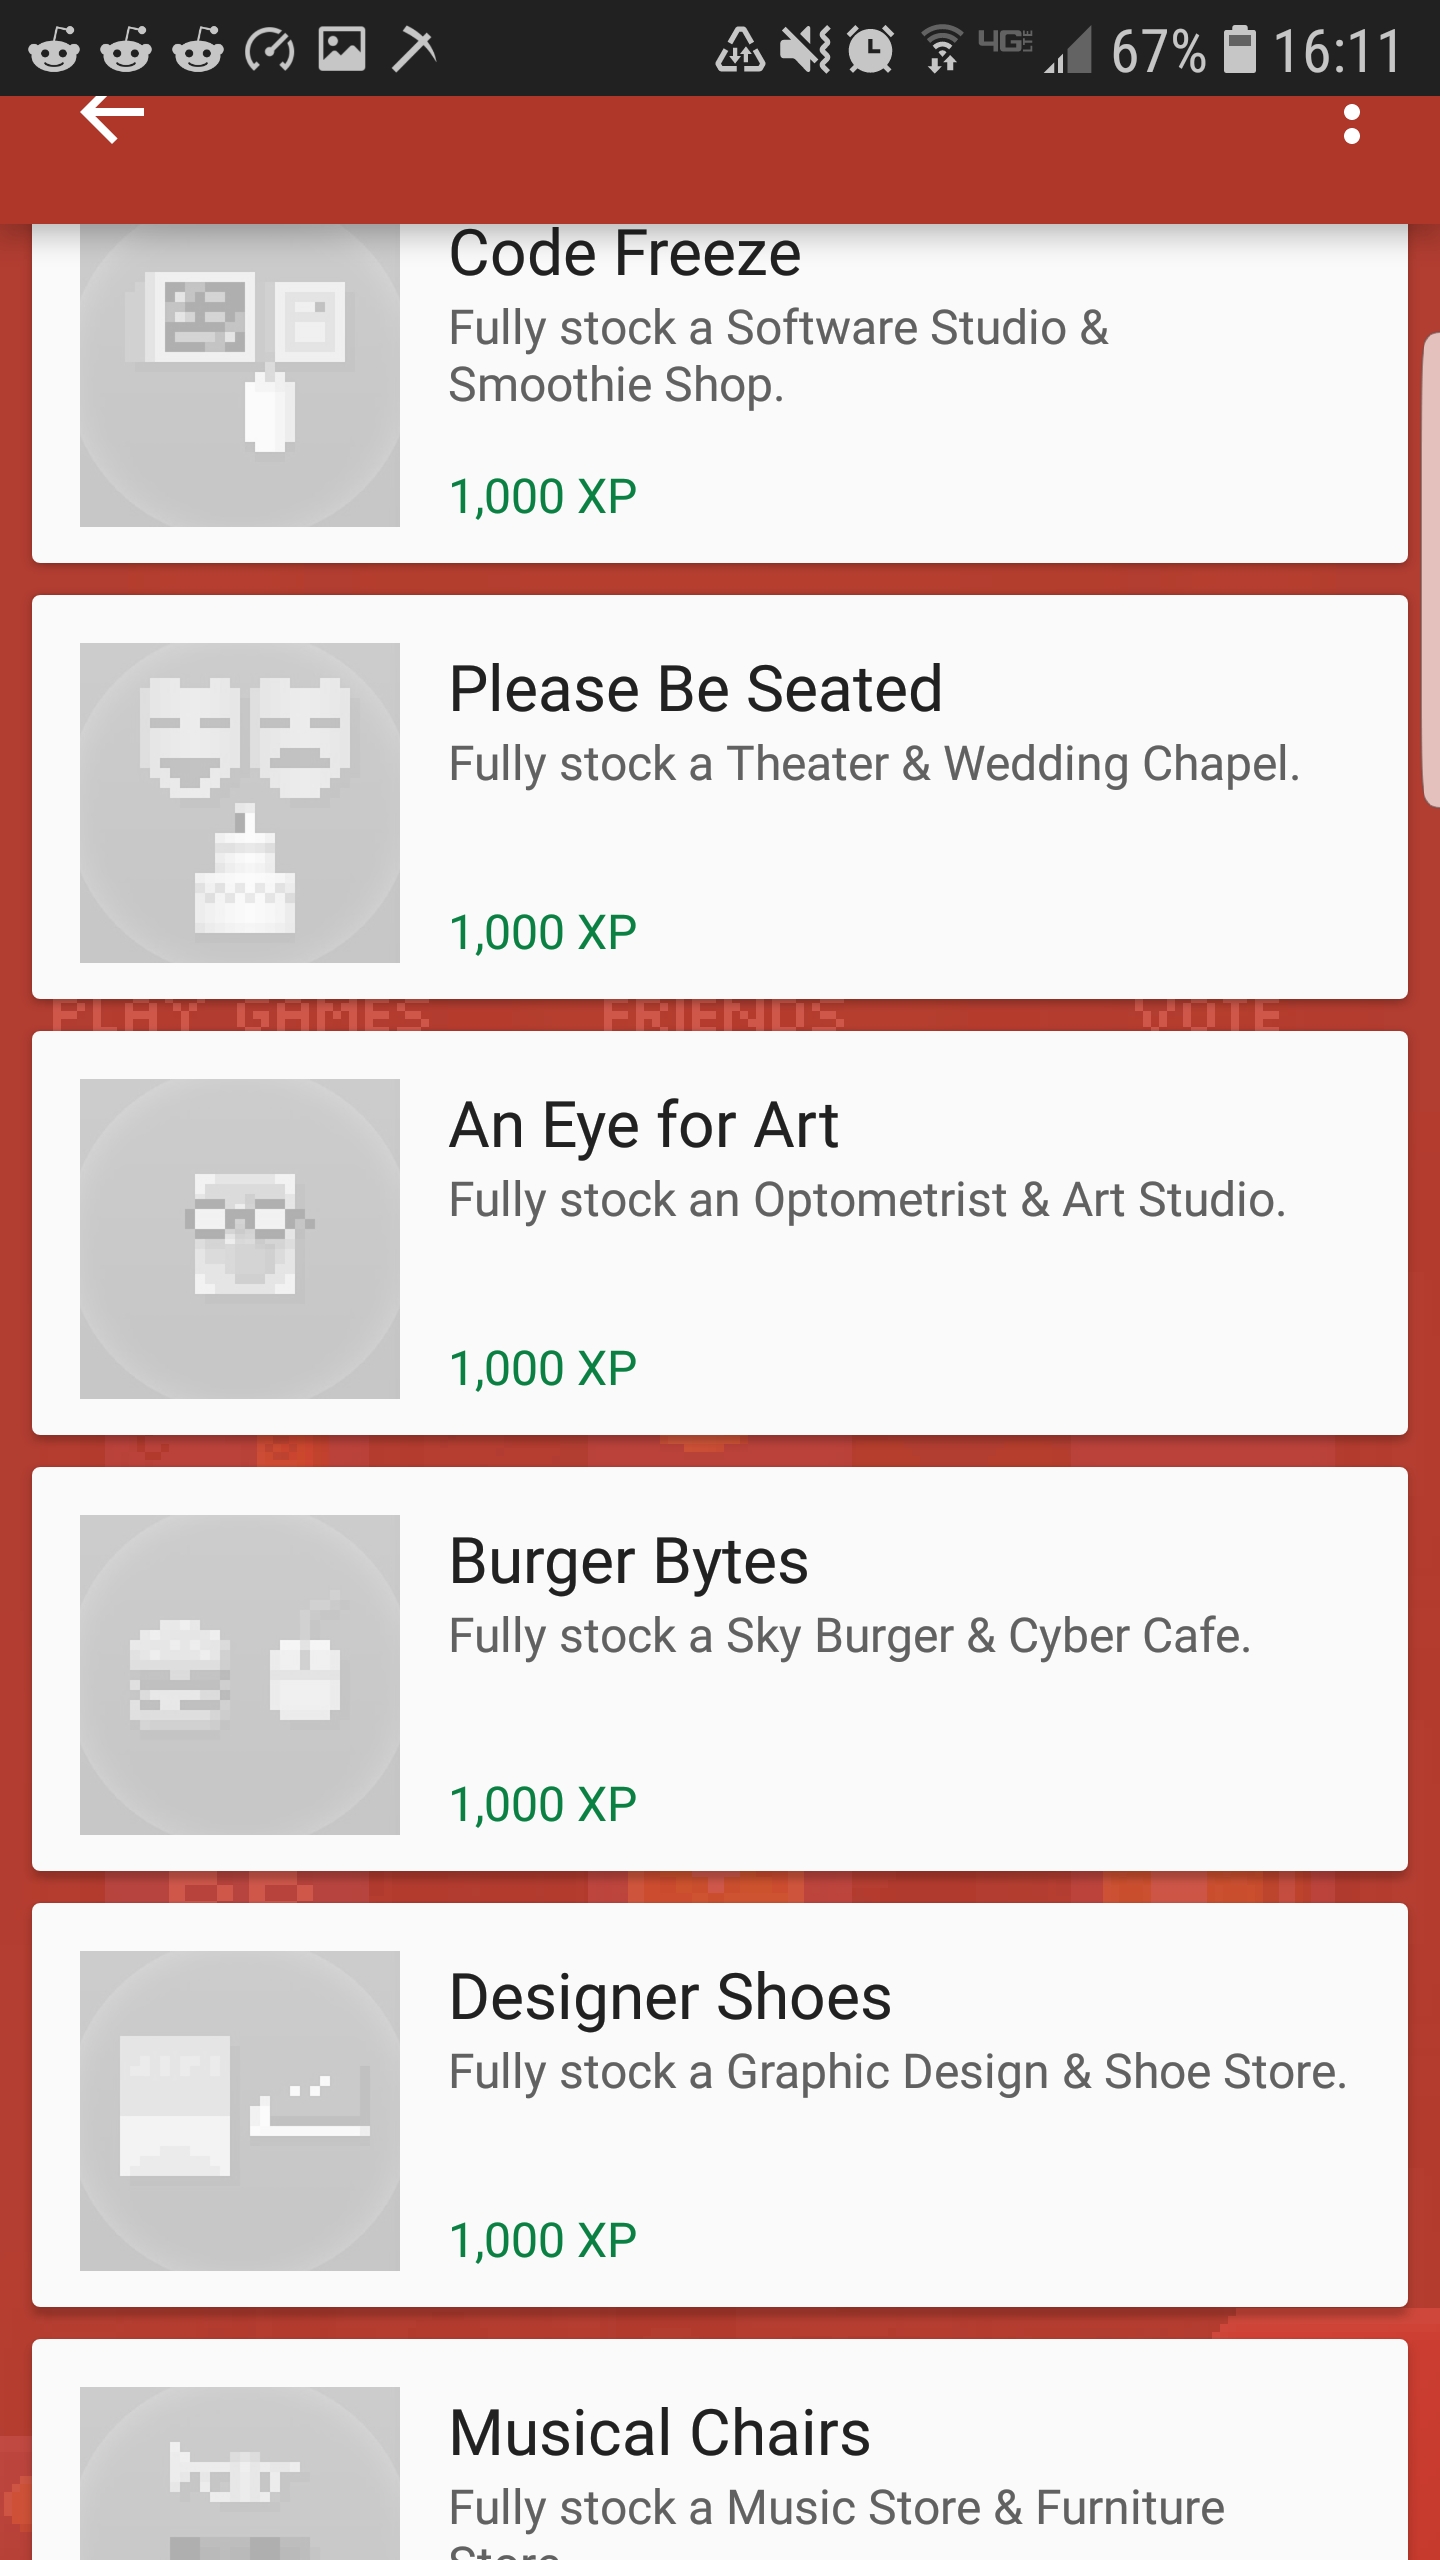 4G LTE 67% 16:11
Code Freeze
Fully stock a Software Studio &
Smoothie Shop.
1,000 XP
Please Be Seated
Fully stock a Theater & Wedding Chapel.
1,000 XP
PLAY GAMES FRIENDS VOTE
An Eye for Art
Fully stock an Optometrist & Art Studio.
1,000 XP
Burger Bytes
Fully stock a Sky Burger & Cyber Cafe.
1,000 XP
Designer Shoes
Fully stock a Graphic Design & Shoe Store.
1,000 XP
Musical Chairs
Fully stock a Music Store & Furniture
Store.